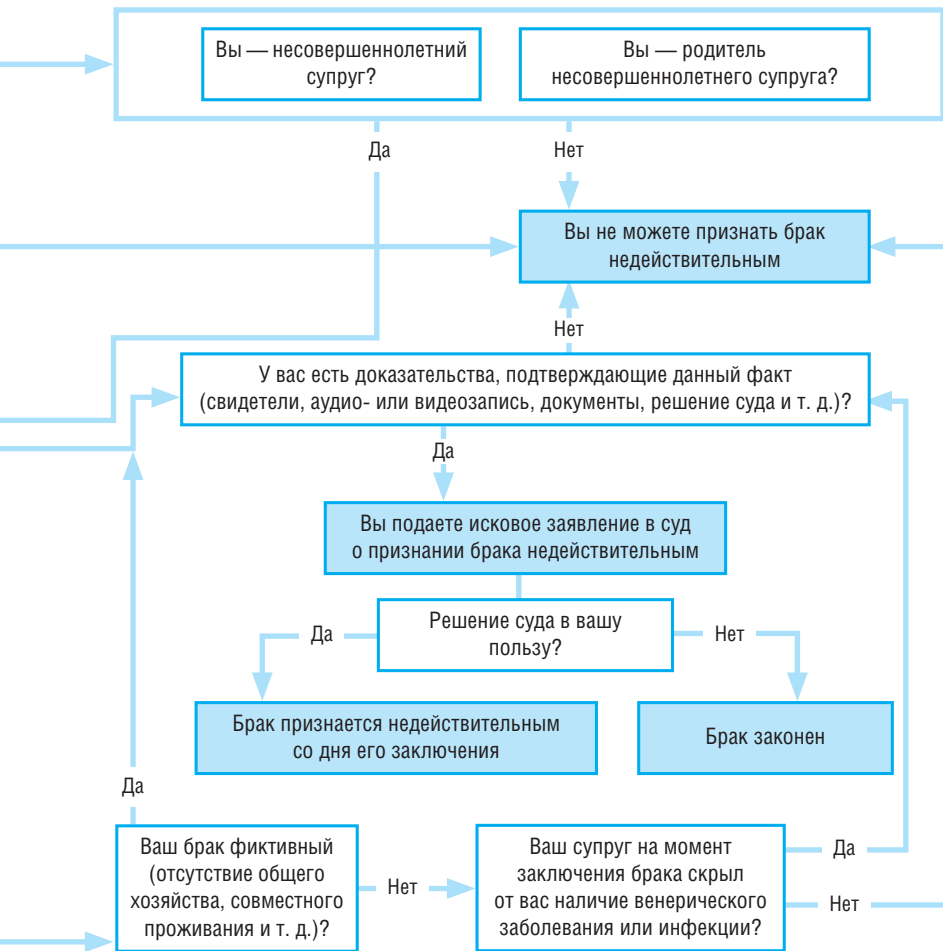 Вы — несовершеннолетний
супруг?
Вы — родитель
несовершеннолетнего супруга?
Да
Нет
Вы не можете признать брак
недействительным
Нет
У вас есть доказательства, подтверждающие данный факт
(свидетели, аудио- или видеозапись, документы, решение суда и т. д.)?
Да
Вы подаете исковое заявление в суд
о признании брака недействительным
Решение суда в вашу
пользу?
Да
Нет
Брак признается недействительным
со дня его заключения
Брак законен
Да
Ваш брак фиктивный
(отсутствие общего
хозяйства, совместного
проживания и т. д.)?
Нет
Ваш супруг на момент
заключения брака скрыл
от вас наличие венерического
заболевания или инфекции?
Да
Нет